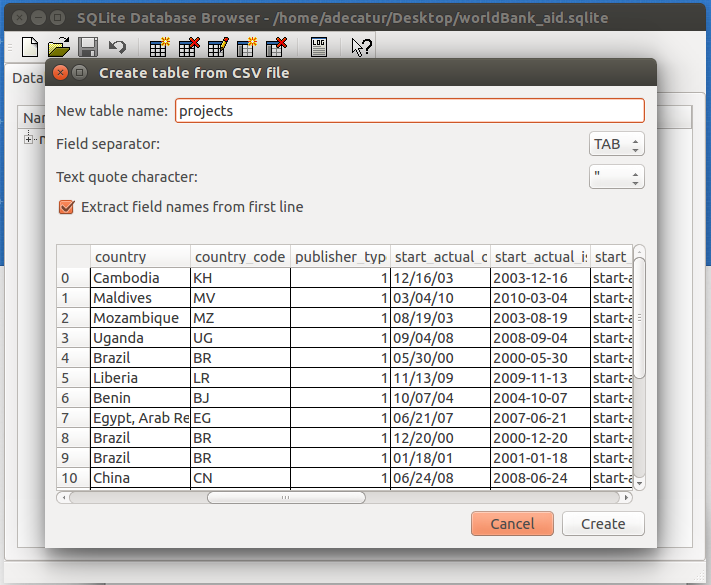 SQLite Database Browser - /home/adecatur/Desktop/worldBank_aid.sqlite
LOG
Data
Create table from CSV file
Nar
New table name: projects
Field separator: TAB
Text quote character: "
Extract field names from first line
country country_code publisher_typ start_actual_c start_actual_is start_
0 Cambodia KH 1 12/16/03 2003-12-16 start-a
1 Maldives MV 1 03/04/10 2010-03-04 start-a
2 Mozambique MZ 1 08/19/03 2003-08-19 start-a
3 Uganda UG 1 09/04/08 2008-09-04 start-a
4 Brazil BR 1 05/30/00 2000-05-30 start-a
5 Liberia LR 1 11/13/09 2009-11-13 start-a
6 Benin BJ 1 10/07/04 2004-10-07 start-a
7 Egypt, Arab Re EG 1 06/21/07 2007-06-21 start-a
8 Brazil BR 1 12/20/00 2000-12-20 start-a
9 Brazil BR 1 01/18/01 2001-01-18 start-a
10 China CN 1 06/24/08 2008-06-24 start-a
Cancel Create